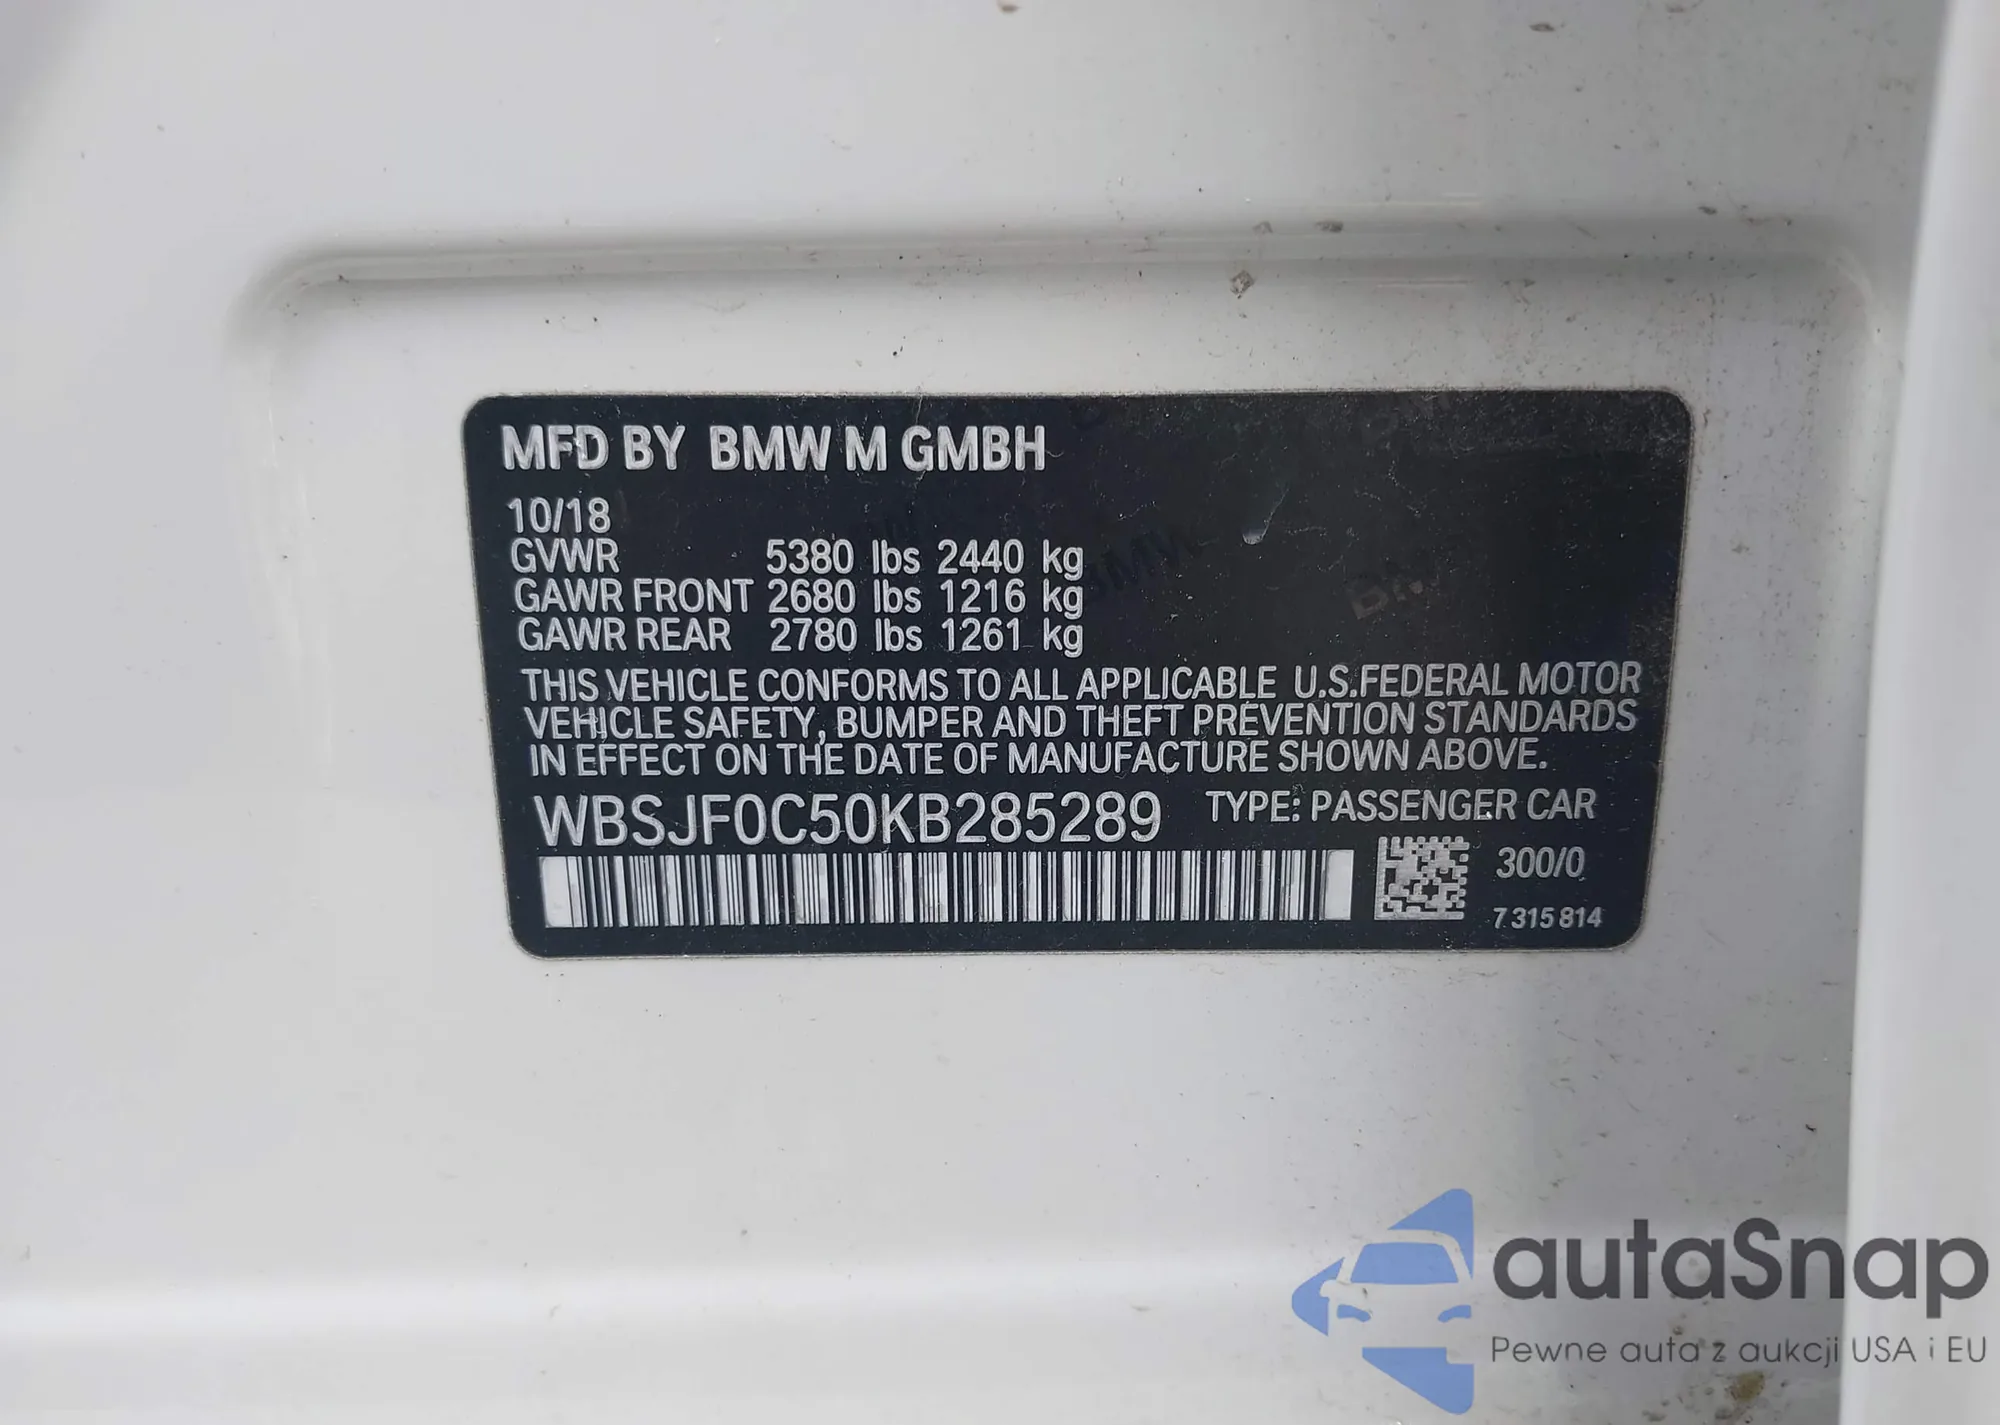 MFD BY BMW M GMBH
10/18
GVWR 5380 lbs 2440 kg
GAWR FRONT 2680 lbs 1216 kg
GAWR REAR 2780 lbs 1261 kg
THIS VEHICLE CONFORMS TO ALL APPLICABLE U.S.FEDERAL MOTOR
VEHICLE SAFETY, BUMPER AND THEFT PREVENTION STANDARDS
IN EFFECT ON THE DATE OF MANUFACTURE SHOWN ABOVE.
WBSJF0C50KB285289 TYPE: PASSENGER CAR
300/0
7 315 814
autaSnap
Pewne auta z aukcji USA i EU